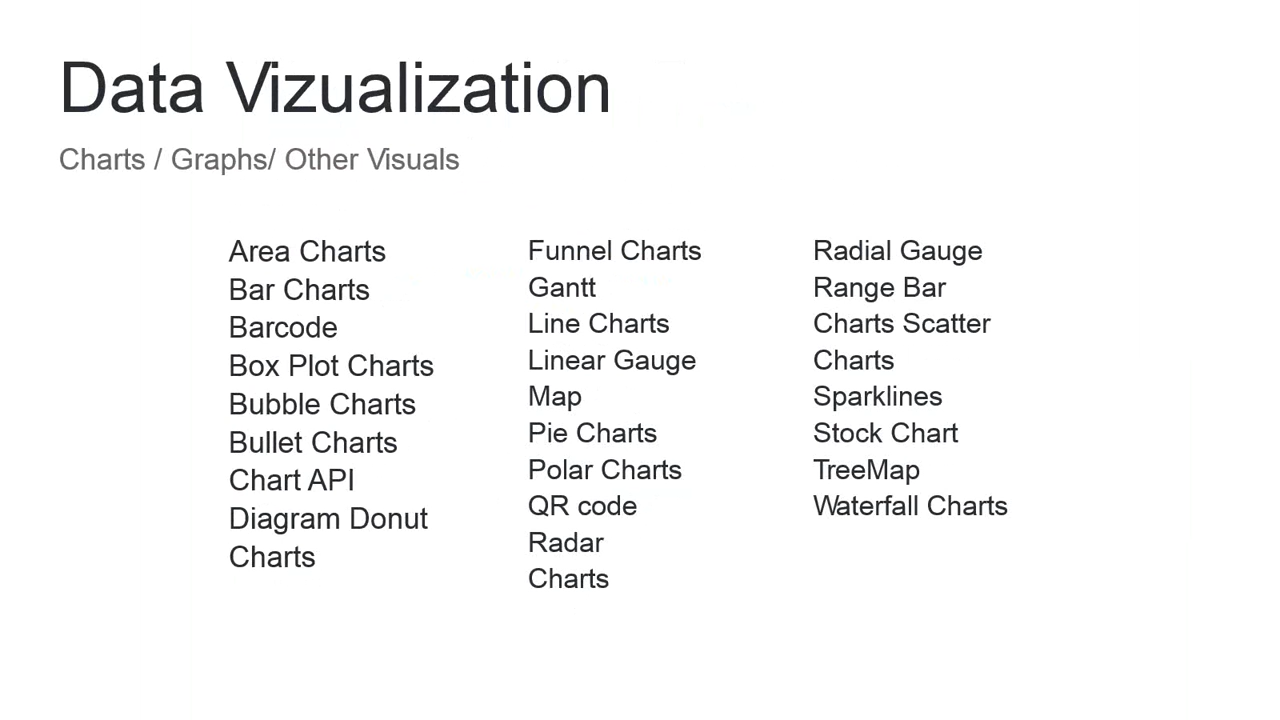 Data Vizualization
Charts / Graphs/ Other Visuals
Area Charts
Bar Charts
Barcode
Box Plot Charts
Bubble Charts
Bullet Charts
Chart API
Diagram Donut
Charts
Funnel Charts
Gantt
Line Charts
Linear Gauge
Map
Pie Charts
Polar Charts
QR code
Radar
Charts
Radial Gauge
Range Bar
Charts Scatter
Charts
Sparklines
Stock Chart
TreeMap
Waterfall Charts